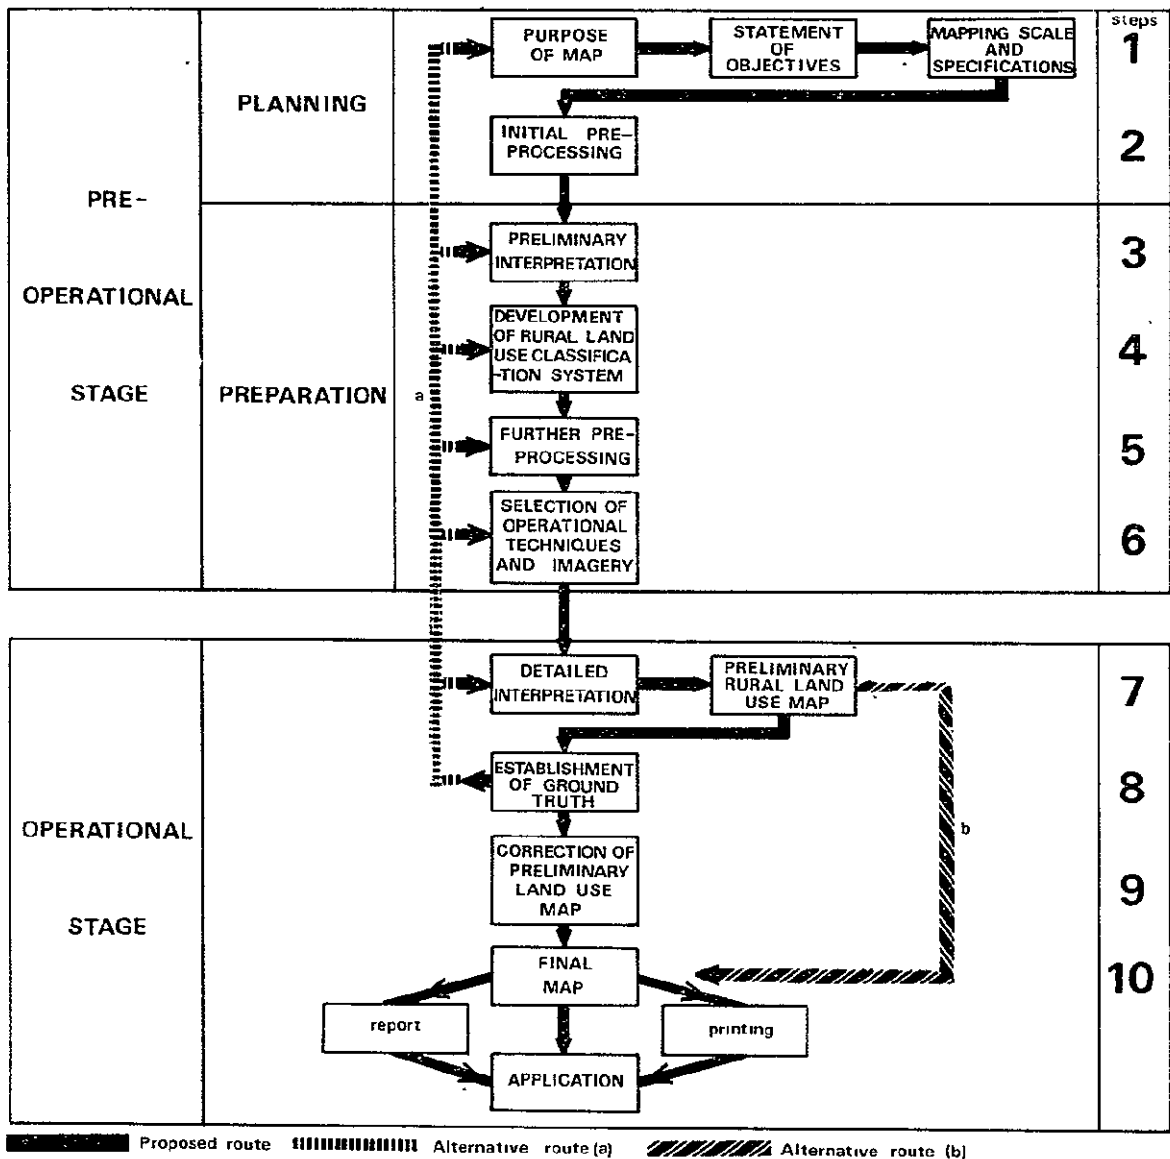 steps
PURPOSE
OF MAP
STATEMENT
OF
OBJECTIVES
MAPPING SCALE
AND
SPECIFICATIONS
1
PLANNING
INITIAL PRE-
PROCESSING
2
PRE-
OPERATIONAL
STAGE
PREPARATION
a
PRELIMINARY
INTERPRETATION
3
DEVELOPMENT
OF RURAL LAND
USE CLASSIFICA
-TION SYSTEM
4
FURTHER PRE-
PROCESSING
5
SELECTION OF
OPERATIONAL
TECHNIQUES
AND IMAGERY
6
OPERATIONAL
STAGE
DETAILED
INTERPRETATION
PRELIMINARY
RURAL LAND
USE MAP
7
ESTABLISHMENT
OF GROUND
TRUTH
8
b
CORRECTION OF
PRELIMINARY
LAND USE
MAP
9
FINAL
MAP
10
report
printing
APPLICATION
Proposed route
Alternative route (a)
Alternative route (b)